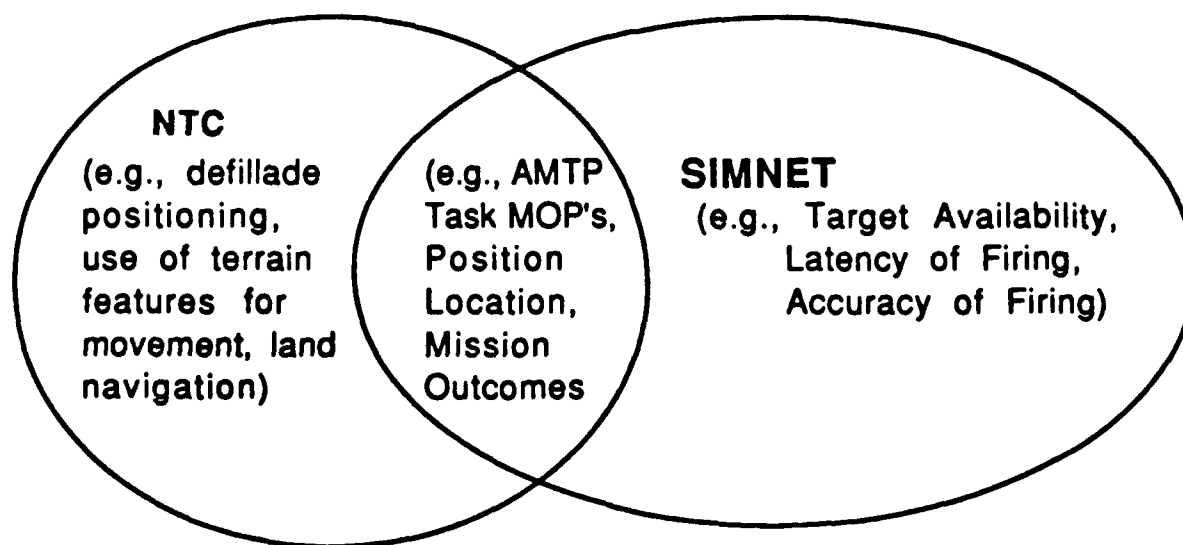 NTC
(e.g., defillade
positioning,
use of terrain
features for
movement, land
navigation)
(e.g., AMTP
Task MOP's,
Position
Location,
Mission
Outcomes
SIMNET
(e.g., Target Availability,
Latency of Firing,
Accuracy of Firing)